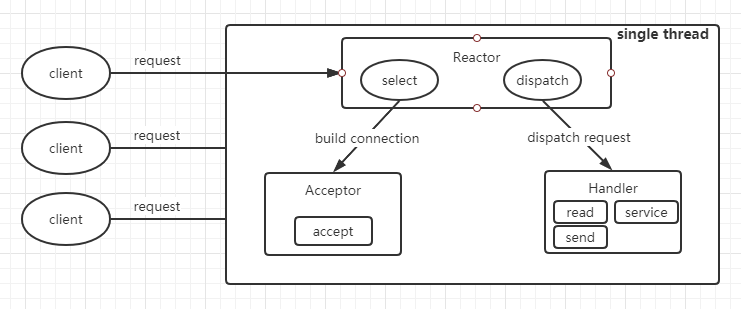 single thread
Reactor
client
request
select
dispatch
client
request
build connection
dispatch request
client
request
Acceptor
accept
Handler
read
service
send